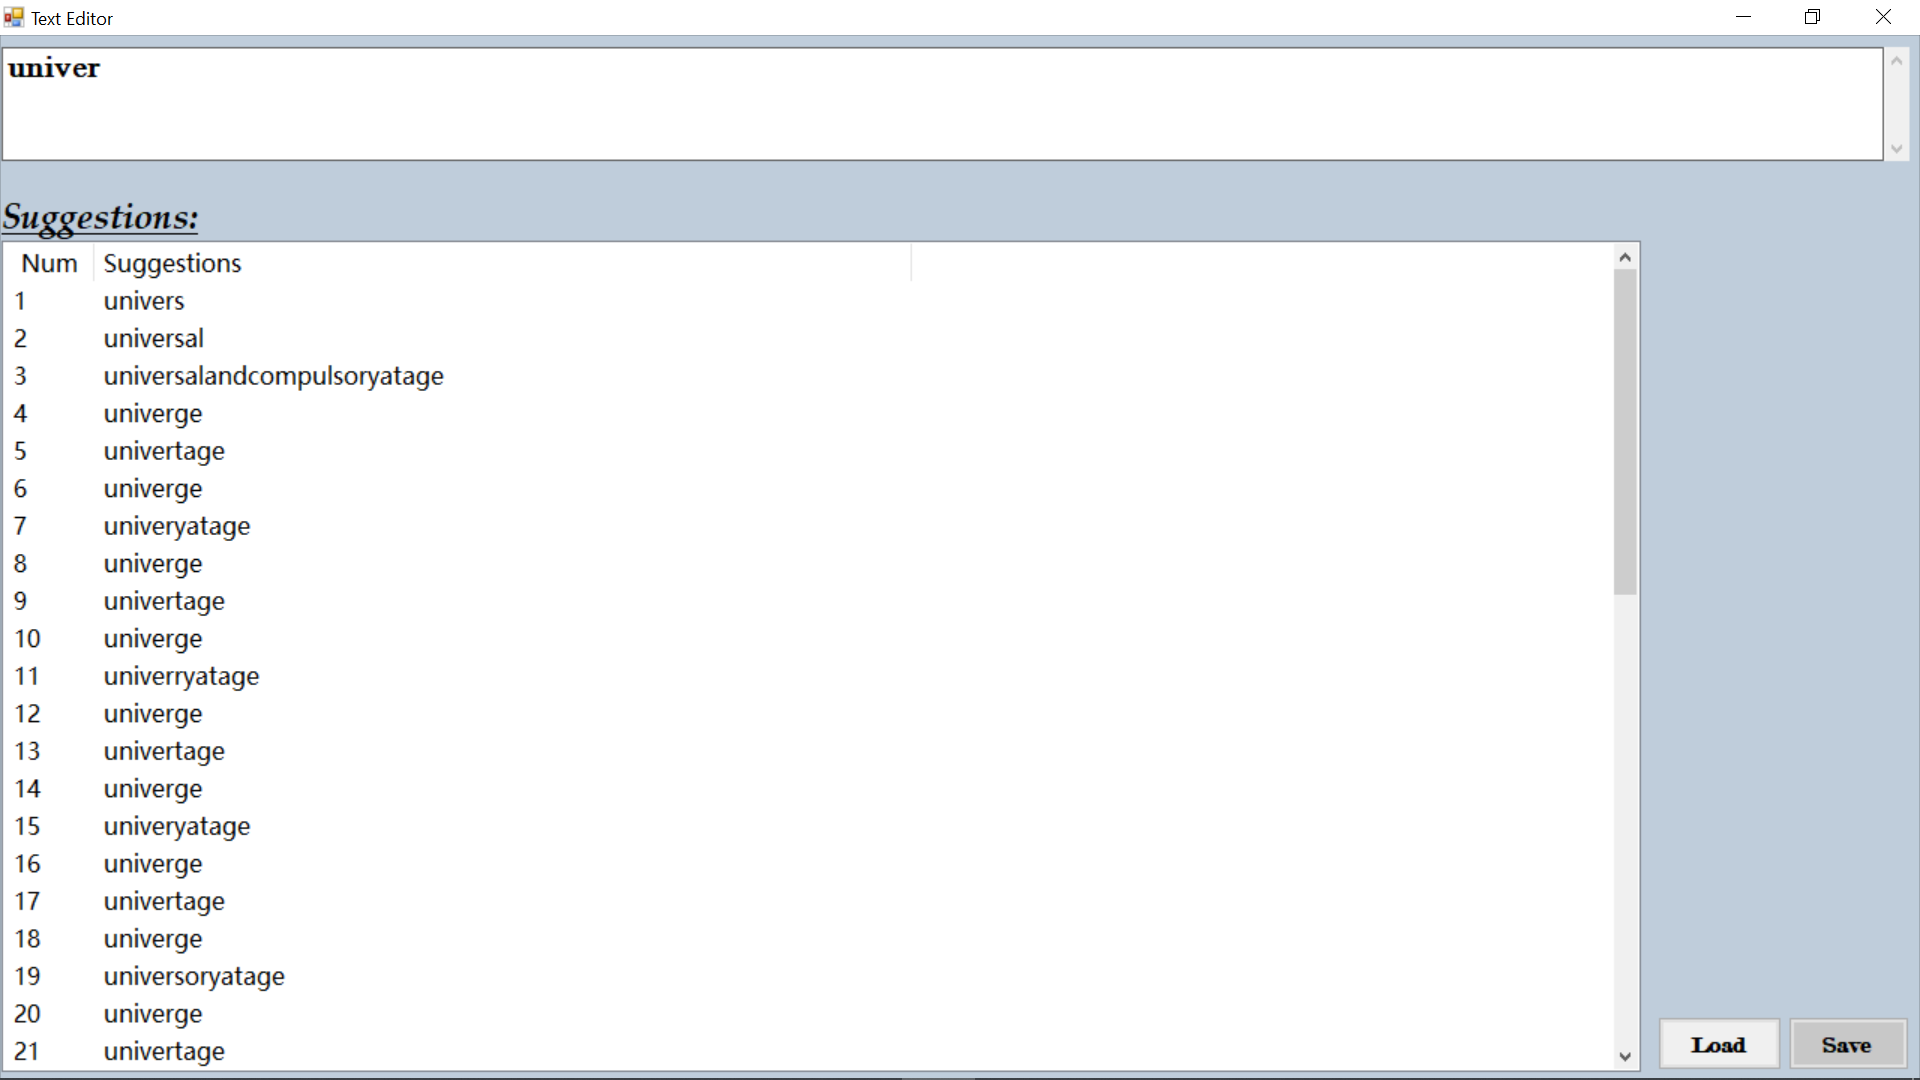 Text Editor
univer
Suggestions:
Num Suggestions
1 univers
2 universal
3 universalandcompulsoryatage
4 univerge
5 univertage
6 univerge
7 univeryatage
8 univerge
9 univertage
10 univerge
11 univerryatage
12 univerge
13 univertage
14 univerge
15 univeryatage
16 univerge
17 univertage
18 univerge
19 universoryatage
20 univerge
21 univertage
Load Save